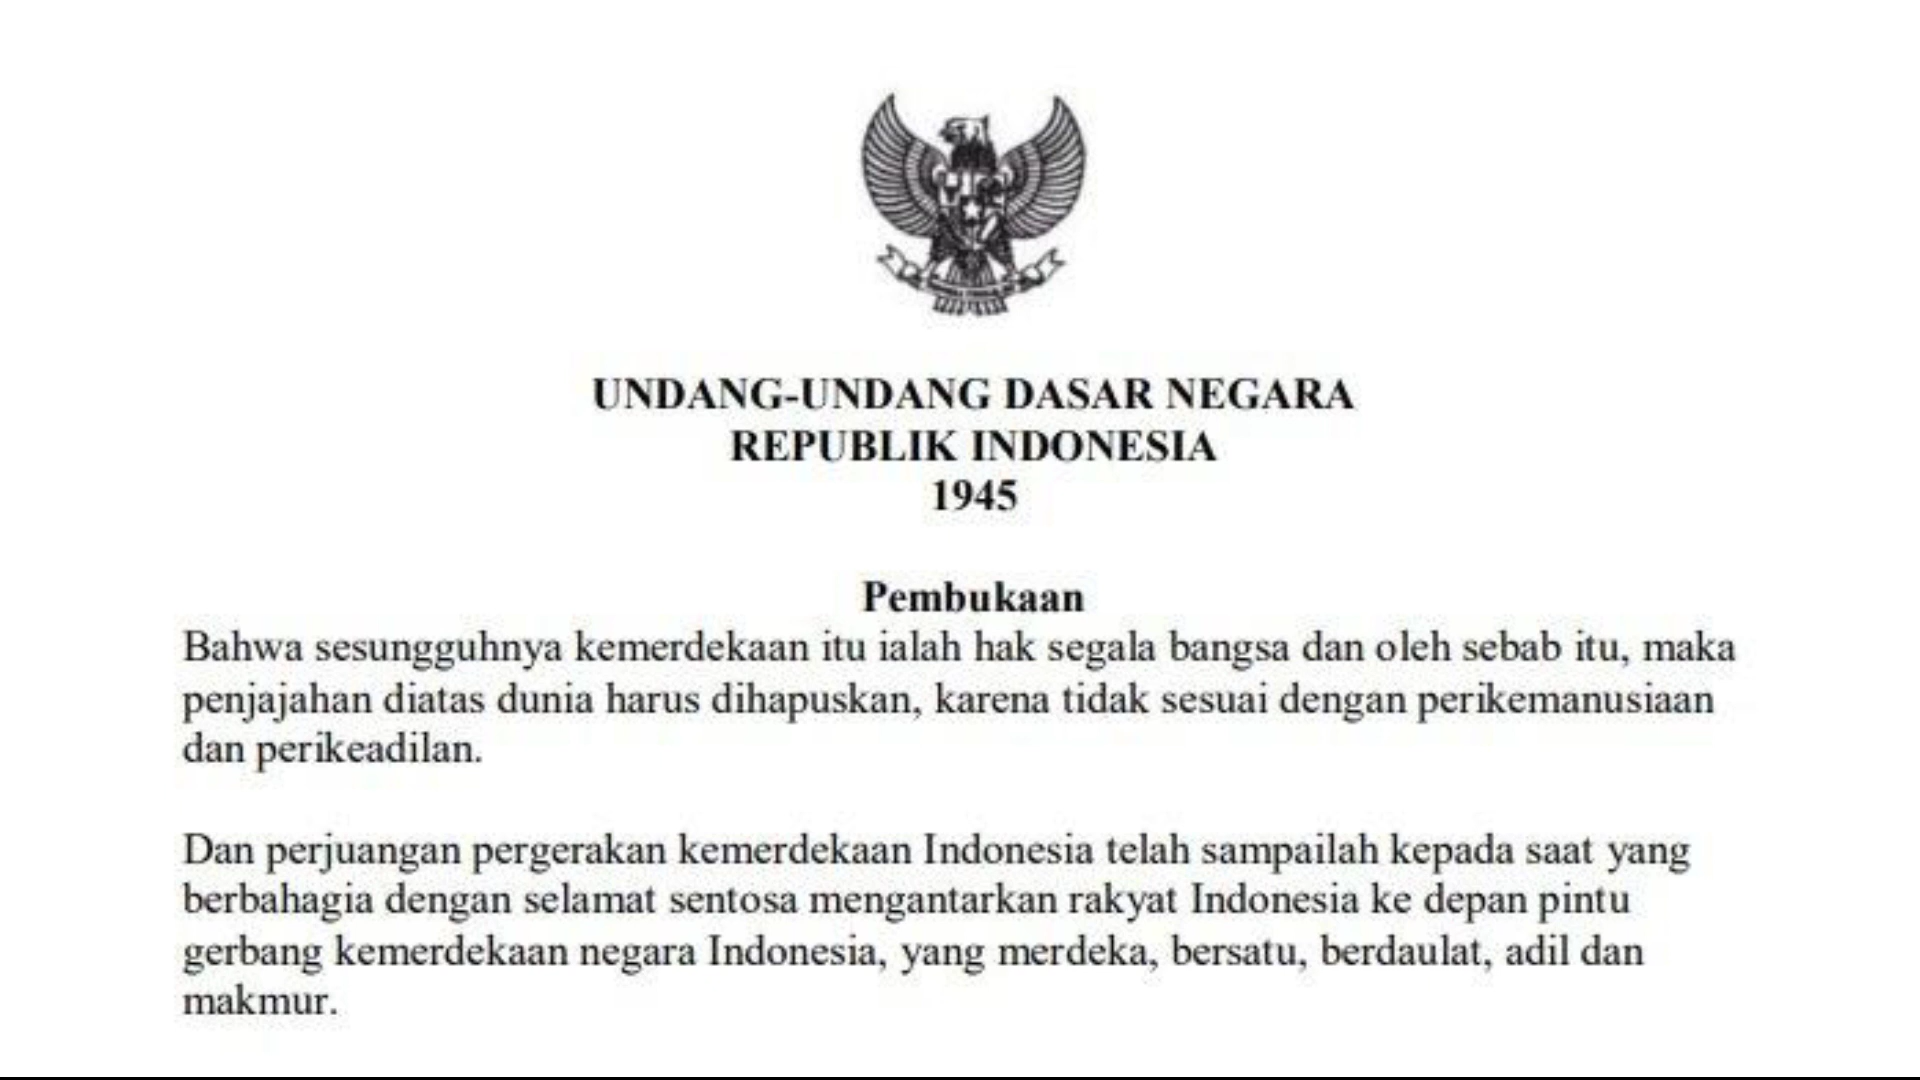 UNDANG-UNDANG DASAR NEGARA
REPUBLIK INDONESIA
1945
Pembukaan
Bahwa sesungguhnya kemerdekaan itu ialah hak segala bangsa dan oleh sebab itu, maka
penjajahan diatas dunia harus dihapuskan, karena tidak sesuai dengan perikemanusiaan
dan perikeadilan.
Dan perjuangan pergerakan kemerdekaan Indonesia telah sampailah kepada saat yang
berbahagia dengan selamat sentosa mengantarkan rakyat Indonesia ke depan pintu
gerbang kemerdekaan negara Indonesia, yang merdeka, bersatu, berdaulat, adil dan
makmur.